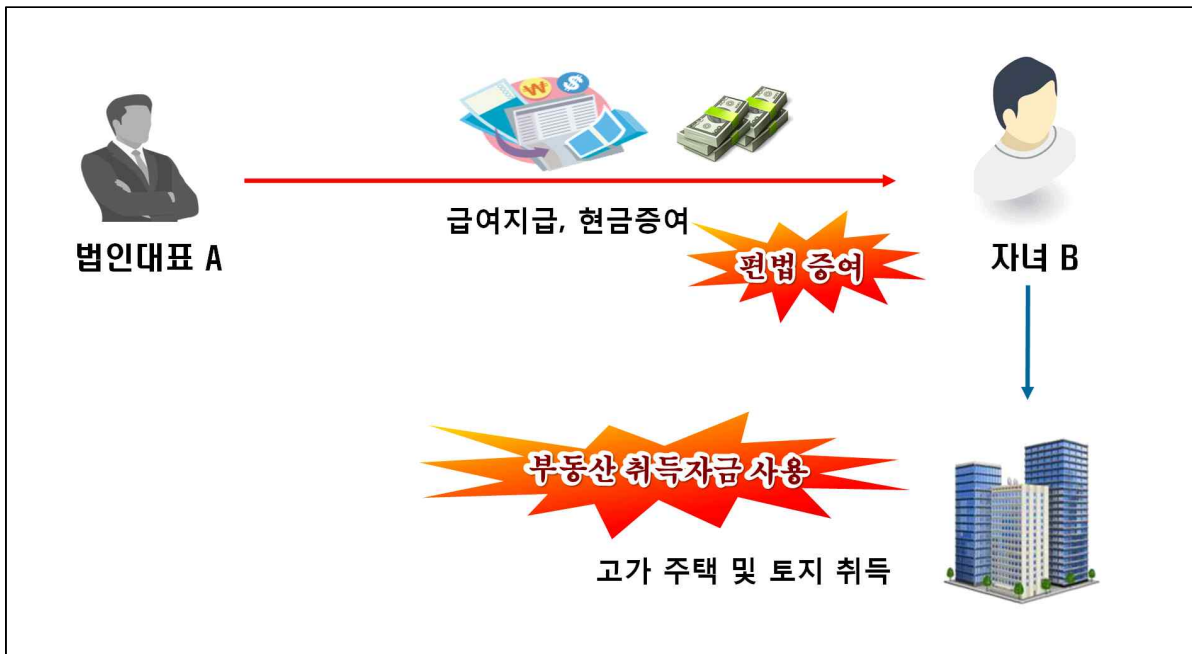 급여지급, 현금증여
편법 증여
법인대표 A
자녀 B
부동산 취득자금 사용
고가 주택 및 토지 취득